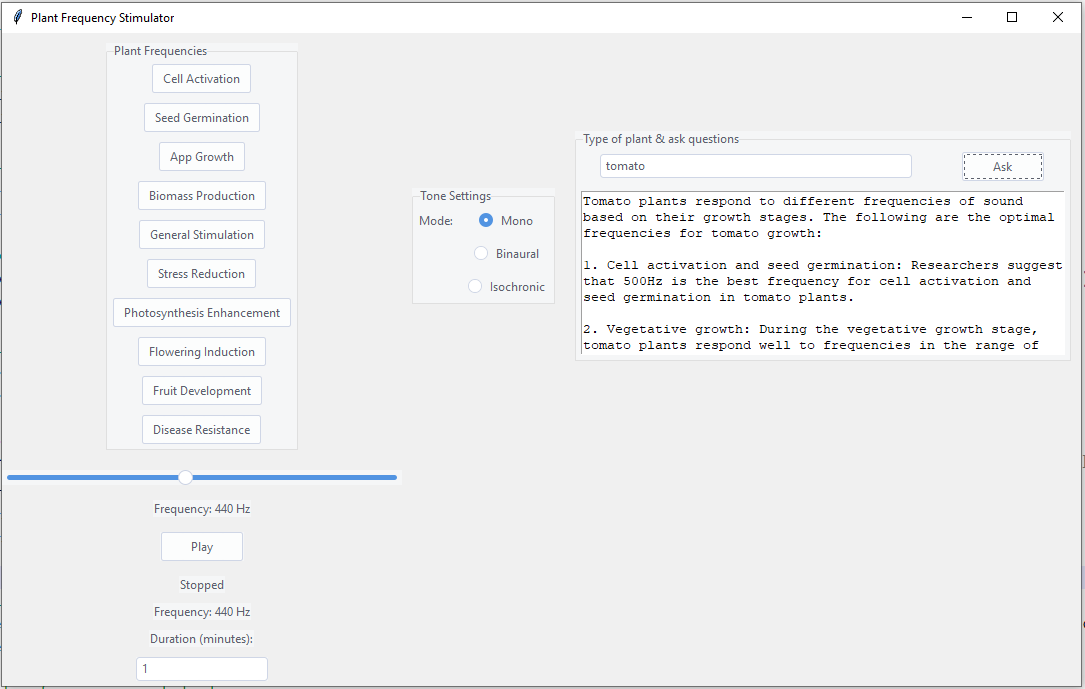 Plant Frequency Stimulator
Plant Frequencies
Cell Activation
Seed Germination
App Growth
Biomass Production
General Stimulation
Stress Reduction
Photosynthesis Enhancement
Flowering Induction
Fruit Development
Disease Resistance
Frequency: 440 Hz
Play
Stopped
Frequency: 440 Hz
Duration (minutes):
1
Tone Settings
Mode: Mono
Binaural
Isochronic
Type of plant & ask questions
tomato Ask
Tomato plants respond to different frequencies of sound
based on their growth stages. The following are the optimal
frequencies for tomato growth:
1. Cell activation and seed germination: Researchers suggest
that 500Hz is the best frequency for cell activation and
seed germination in tomato plants.
2. Vegetative growth: During the vegetative growth stage,
tomato plants respond well to frequencies in the range of